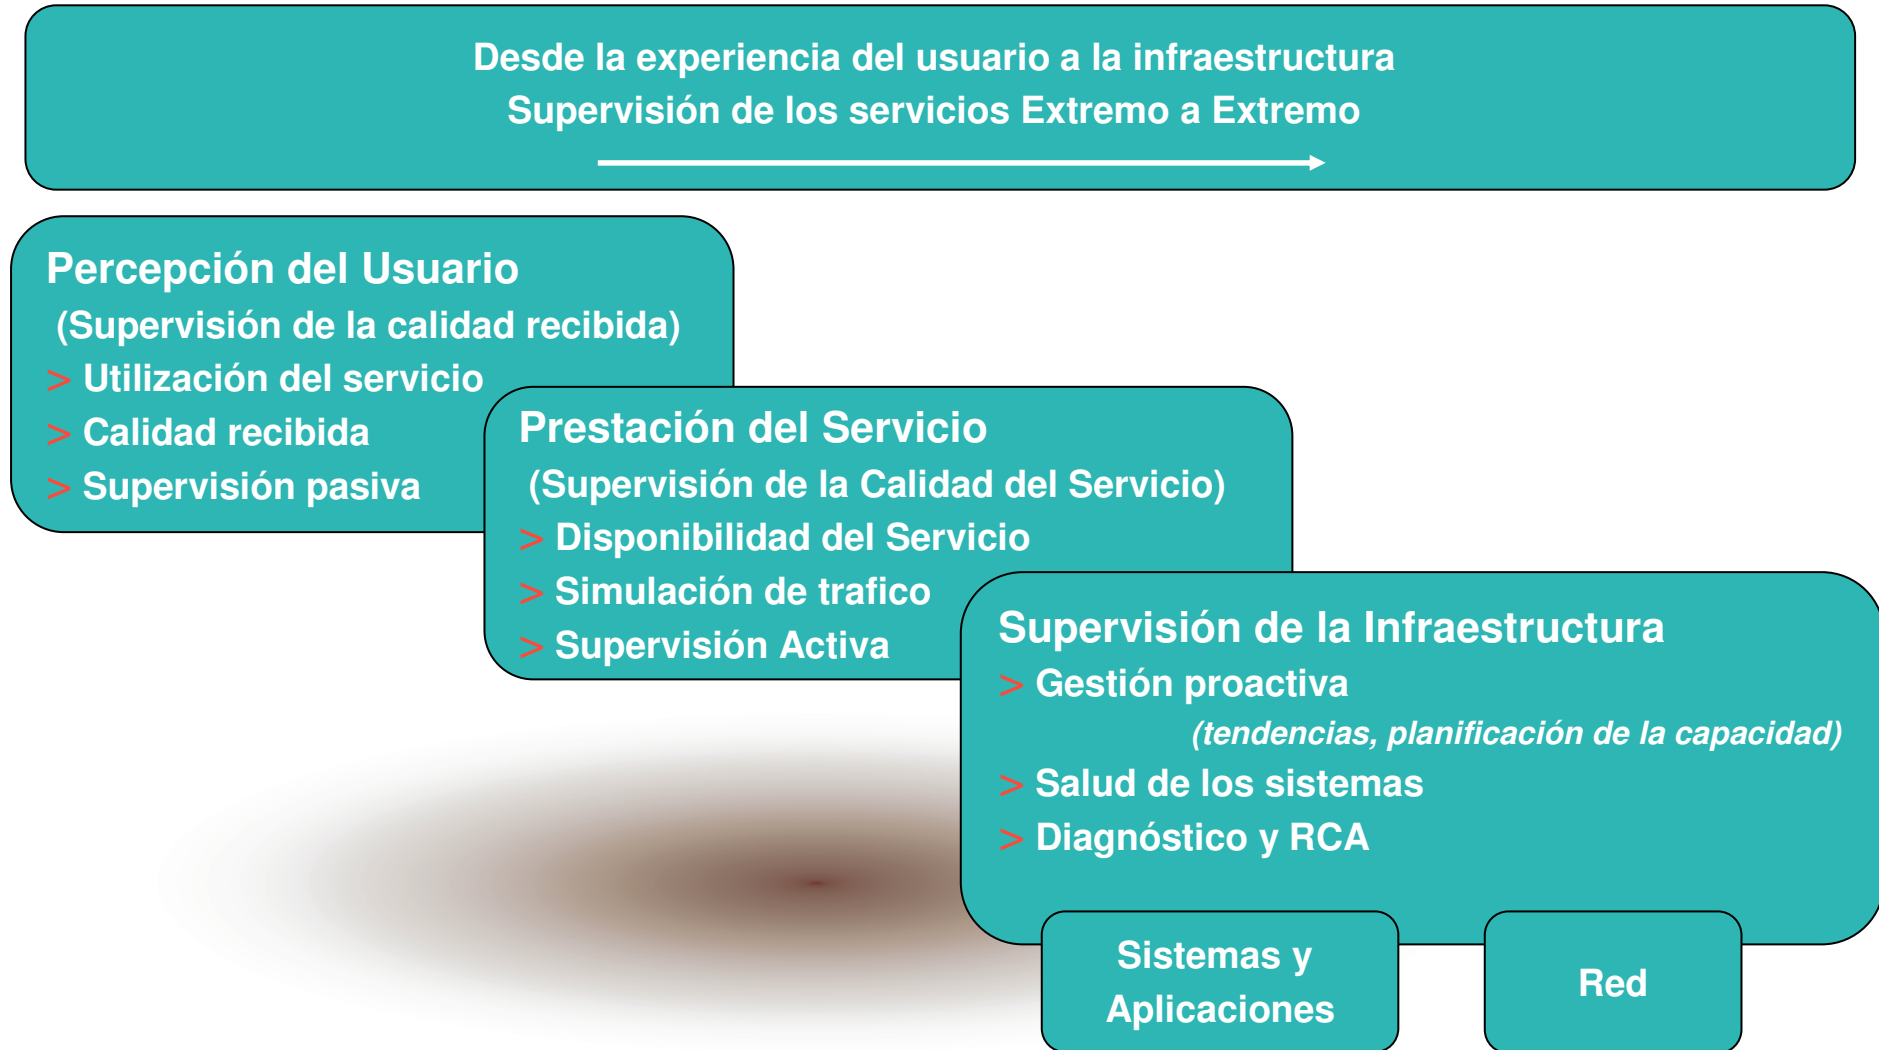 Desde la experiencia del usuario a la infraestructura
Supervisión de los servicios Extremo a Extremo
Percepción del Usuario
(Supervisión de la calidad recibida)
> Utilización del servicio
> Calidad recibida
> Supervisión pasiva
Prestación del Servicio
(Supervisión de la Calidad del Servicio)
> Disponibilidad del Servicio
> Simulación de trafico
> Supervisión Activa
Supervisión de la Infraestructura
> Gestión proactiva
(tendencias, planificación de la capacidad)
> Salud de los sistemas
> Diagnóstico y RCA
Sistemas y
Aplicaciones
Red